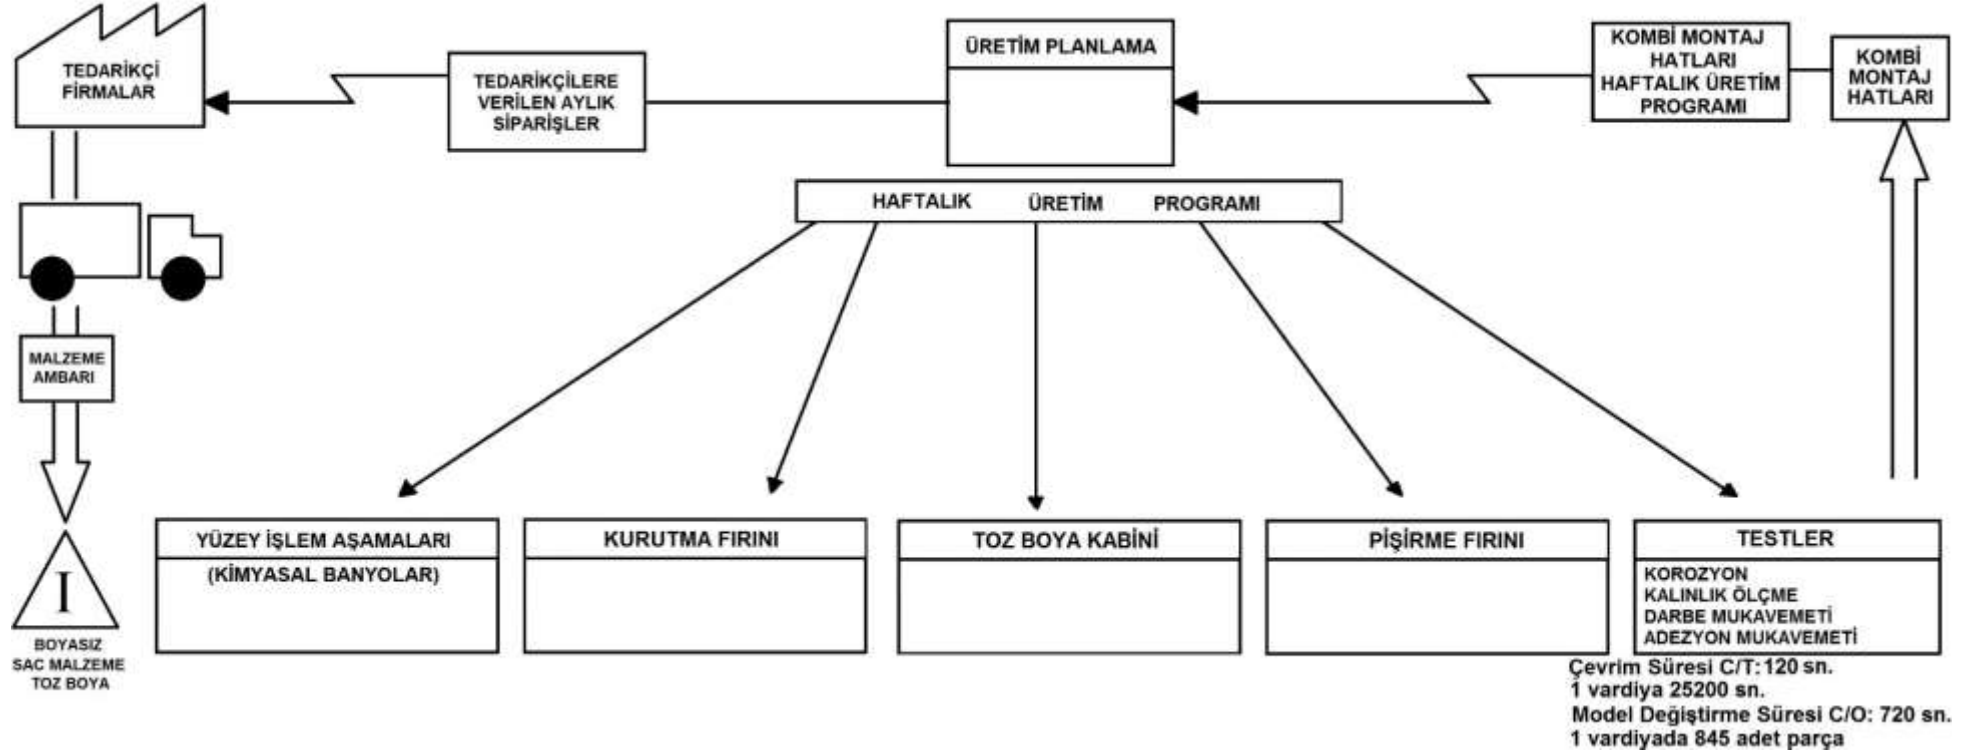 TEDARİKÇİ
FİRMALAR
TEDARİKÇİLERE
VERİLEN AYLIK
SİPARİŞLER
ÜRETİM PLANLAMA
KOMBİ MONTAJ
HATLARI
HAFTALIK ÜRETİM
PROGRAMI
KOMBİ
MONTAJ
HATLARI
HAFTALIK ÜRETİM PROGRAMI
MALZEME
AMBARI
I
BOYASIZ
SAC MALZEME
TOZ BOYA
YÜZEY İŞLEM AŞAMALARI
(KİMYASAL BANYOLAR)
KURUTMA FIRINI
TOZ BOYA KABİNİ
PİŞİRME FIRINI
TESTLER
KOROZYON
KALINLIK ÖLÇME
DARBE MUKAVEMETİ
ADEZYON MUKAVEMETİ
Çevrim Süresi C/T: 120 sn.
1 vardiya 25200 sn.
Model Değiştirme Süresi C/O: 720 sn.
1 vardiyada 845 adet parça